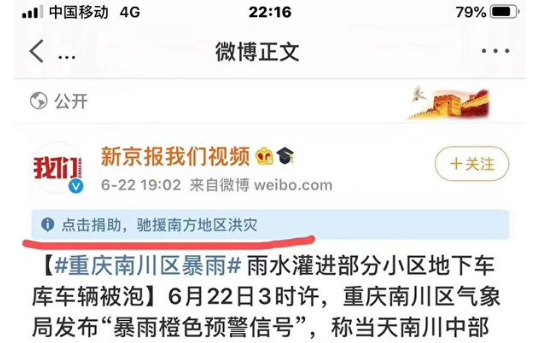 中国移动 4G 22:16 79%
... 微博正文 ...
公开
我们 新京报我们视频 +关注
6-22 19:02 来自微博 weibo.com
点击捐助，驰援南方地区洪灾
【#重庆南川区暴雨# 雨水灌进部分小区地下车
库车辆被泡】6月22日3时许，重庆南川区气象
局发布“暴雨橙色预警信号”，称当天南川中部